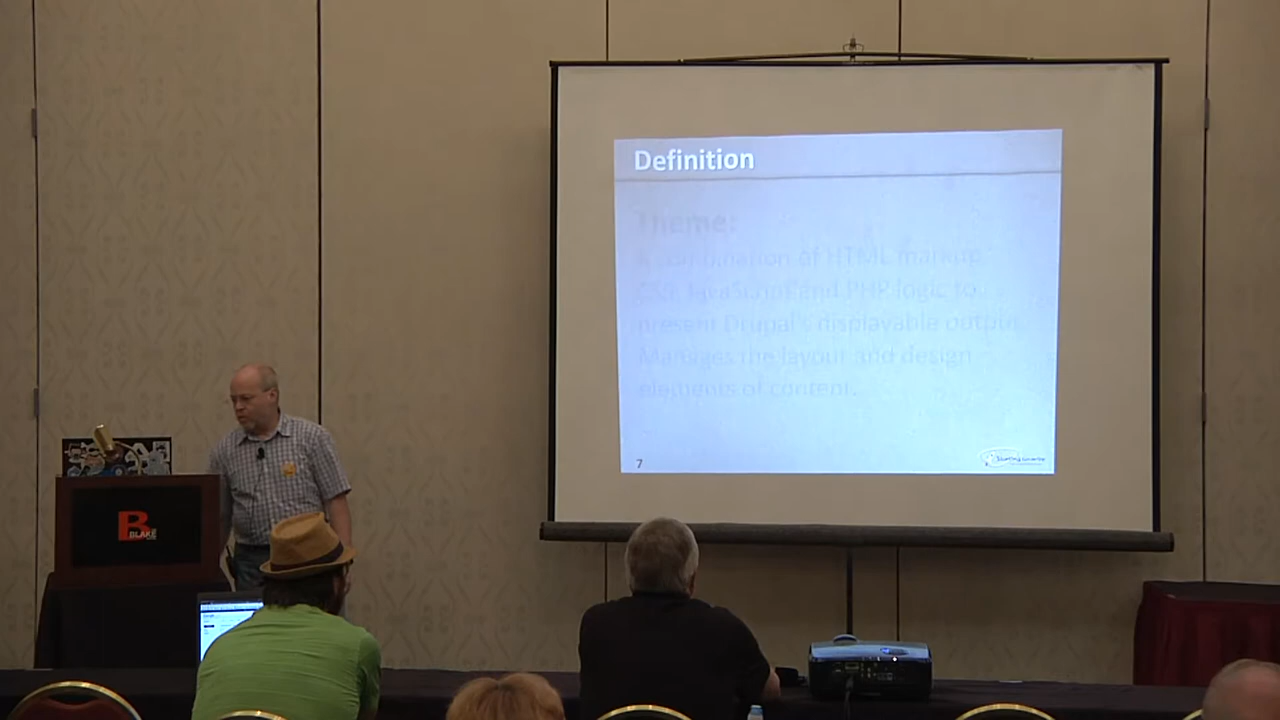 Definition
Theme:
A combination of HTML markup
CSS, JavaScript and PHP logic to
present Drupal's displayable output
Manages the layout and design
elements of content.
7
B
BLAKE